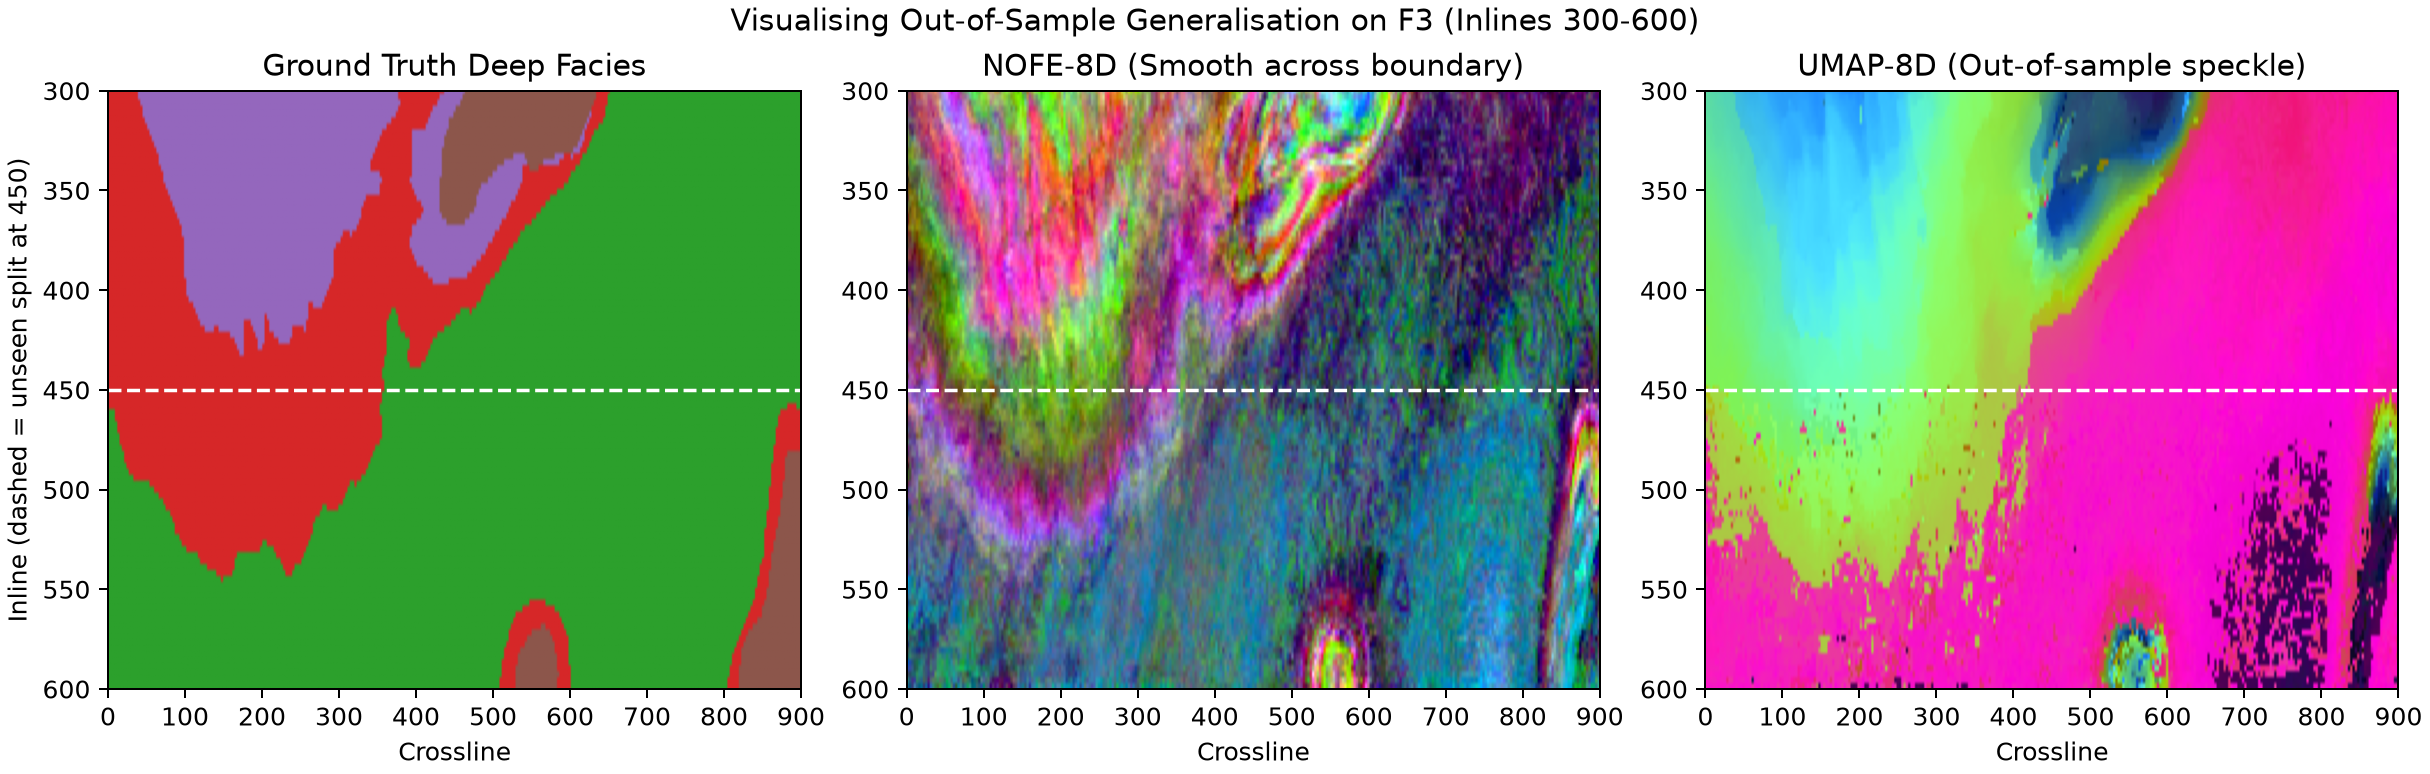 Visualising Out-of-Sample Generalisation on F3 (Inlines 300-600)
Ground Truth Deep Facies
NOFE-8D (Smooth across boundary)
UMAP-8D (Out-of-sample speckle)
Inline (dashed = unseen split at 450)
300
350
400
450
500
550
600
0 100 200 300 400 500 600 700 800 900
Crossline
300
350
400
450
500
550
600
0 100 200 300 400 500 600 700 800 900
Crossline
300
350
400
450
500
550
600
0 100 200 300 400 500 600 700 800 900
Crossline